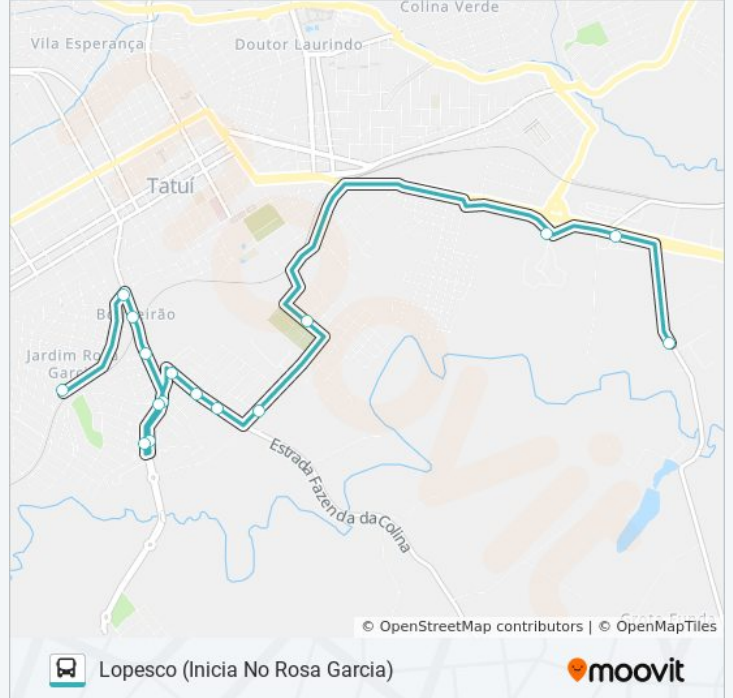 Colina Verde
Vila Esperança
Doutor Laurindo
Tatuí
Jardim Rosa
Garcia
Estrada Fazenda da Colina
© OpenStreetMap contributors | © OpenMapTiles
Lopesco (Inicia No Rosa Garcia)
moovit